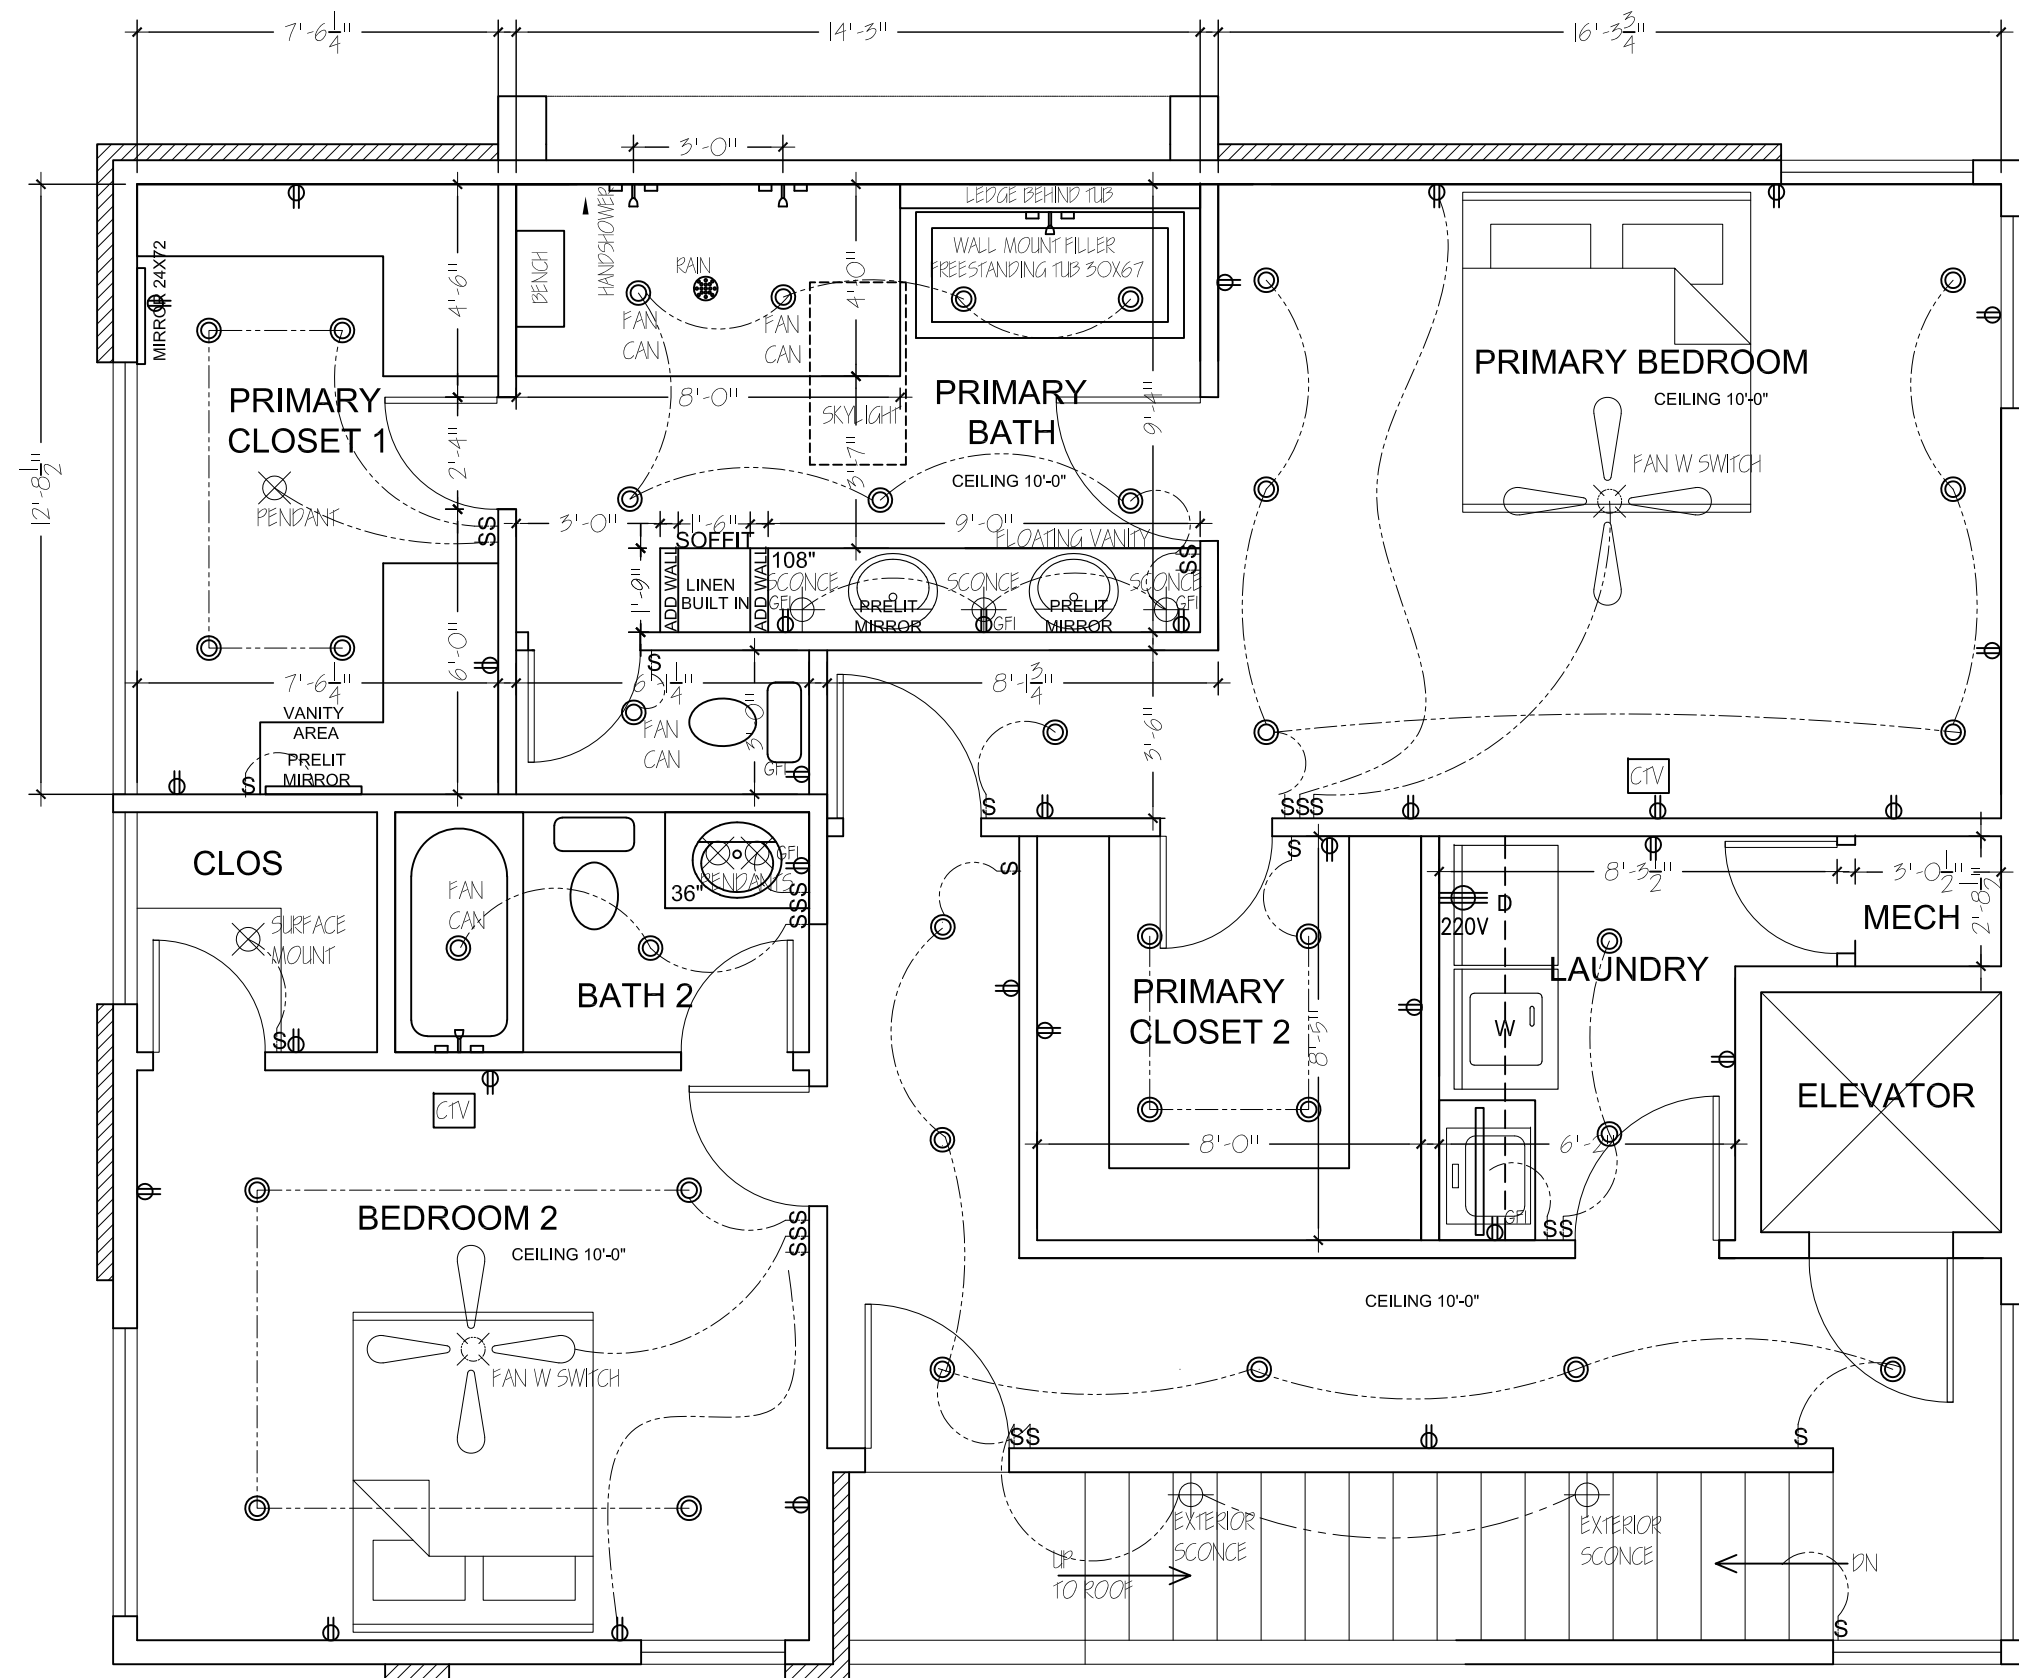 7'-6 1/4"
14'-3"
16'-3 3/4"
3'-0"
12'-8 1/2"
MIRROR 24X72
4'-6"
BENCH
HANDSHOWER
RAIN
FAN
CAN
FAN
CAN
4'-0"
LEDGE BEHIND TUB
WALL MOUNT FILLER
FREESTANDING TUB 30X67
PRIMARY
CLOSET 1
8'-0"
SKYLIGHT
PRIMARY
BATH
9'-4"
CEILING 10'-0"
PRIMARY BEDROOM
CEILING 10'-0"
FAN W SWITCH
2'-4"
3'-7"
PENDANT
SS
3'-0"
1'-6"
9'-0"
SOFFIT
FLOATING VANITY
1'-9"
ADD WALL
LINEN
BUILT IN
ADD WALL
108"
SCONCE
GFI
PRELIT
MIRROR
SCONCE
GFI
PRELIT
MIRROR
SCONCE
GFI
SS
6'-0"
7'-6 1/4"
S
6'-1 1/4"
8'-1 3/4"
VANITY
AREA
PRELIT
MIRROR
S
FAN
CAN
3'-0"
GFI
3'-6"
S
SSS
CTV
CLOS
SURFACE
MOUNT
S
FAN
CAN
PENDANTS
36"
GFI
SSS
BATH 2
S
S
PRIMARY
CLOSET 2
8'-5"
8'-0"
8'-3 1/2"
3'-0 1/2"
2'-8 1/2"
D
220V
LAUNDRY
MECH
W
6'-2"
GFI
SS
ELEVATOR
CTV
BEDROOM 2
CEILING 10'-0"
SSS
FAN W SWITCH
CEILING 10'-0"
SS
S
EXTERIOR
SCONCE
EXTERIOR
SCONCE
UP
TO ROOF
DN
S